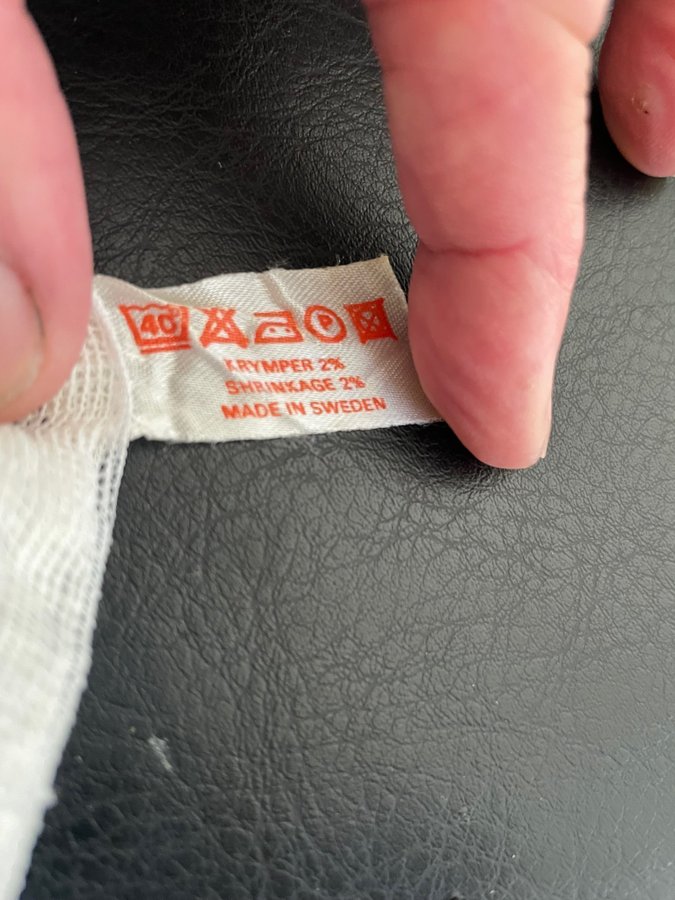 40° P
KRYMPER 2%
SHRINKAGE 2%
MADE IN SWEDEN